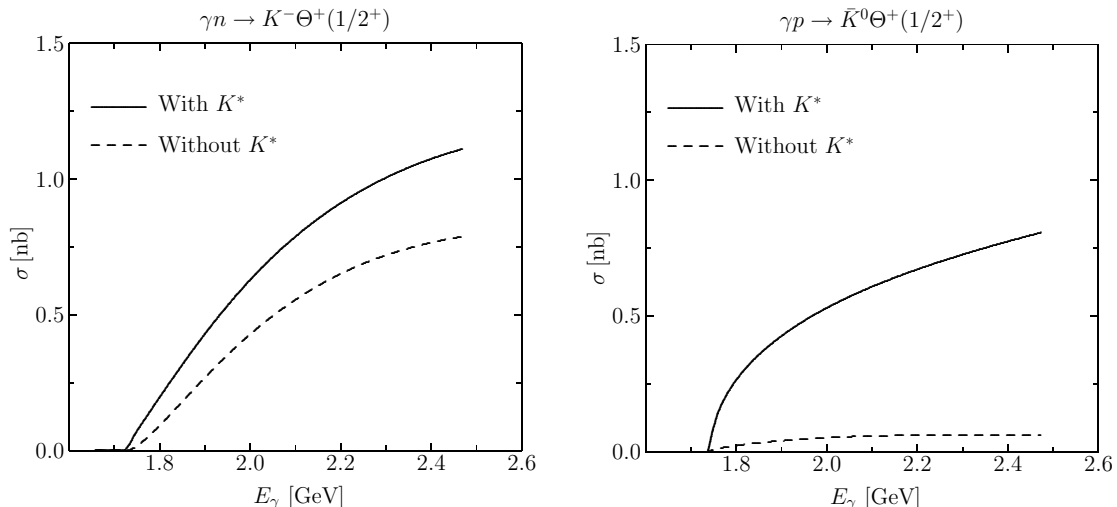 γn → K⁻Θ⁺(1/2⁺)
1.5
1.0
0.5
0.0
σ [nb]
With K*
Without K*
1.8 2.0 2.2 2.4 2.6
E_γ [GeV]
γp → K̄⁰Θ⁺(1/2⁺)
1.5
1.0
0.5
0.0
σ [nb]
With K*
Without K*
1.8 2.0 2.2 2.4 2.6
E_γ [GeV]